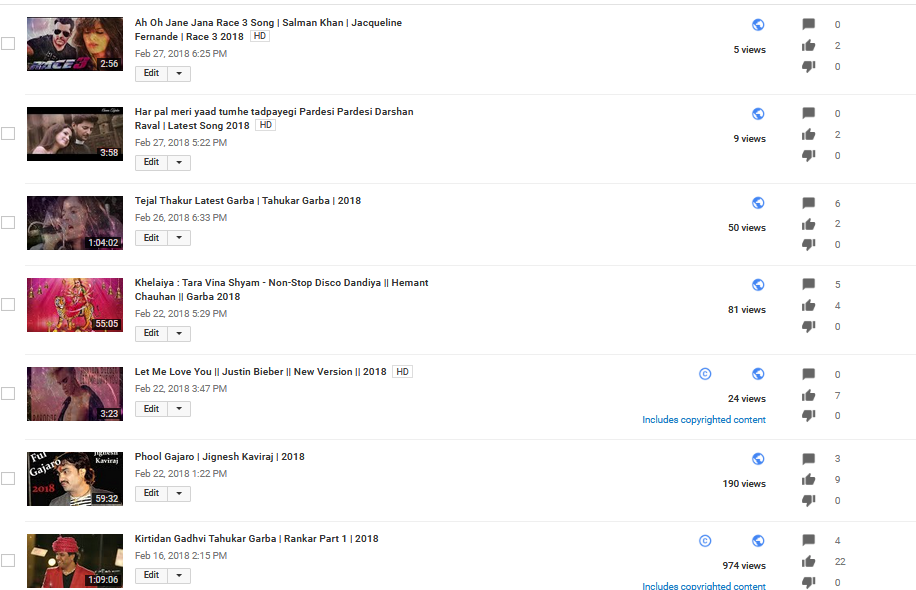 Ah Oh Jane Jana Race 3 Song | Salman Khan | Jacqueline
Fernande | Race 3 2018 HD
Feb 27, 2018 6:25 PM
Edit
RACE 3
2:56
5 views
0
2
0
Har pal meri yaad tumhe tadpayegi Pardesi Pardesi Darshan
Raval | Latest Song 2018 HD
Feb 27, 2018 5:22 PM
Edit
3:58
9 views
0
2
0
Tejal Thakur Latest Garba | Tahukar Garba | 2018
Feb 26, 2018 6:33 PM
Edit
1:04:02
50 views
6
2
0
Khelaiya : Tara Vina Shyam - Non-Stop Disco Dandiya || Hemant
Chauhan || Garba 2018
Feb 22, 2018 5:29 PM
Edit
55:05
81 views
5
4
0
Let Me Love You || Justin Bieber || New Version || 2018 HD
Feb 22, 2018 3:47 PM
Edit
3:23
©
24 views
Includes copyrighted content
0
7
0
Phool Gajaro | Jignesh Kaviraj | 2018
Feb 22, 2018 1:22 PM
Edit
Ful
Gajaro
2018
Jignesh
Kaviraj
59:32
190 views
3
9
0
Kirtidan Gadhvi Tahukar Garba | Rankar Part 1 | 2018
Feb 16, 2018 2:15 PM
Edit
1:09:06
©
974 views
Includes copyrighted content
4
22
0